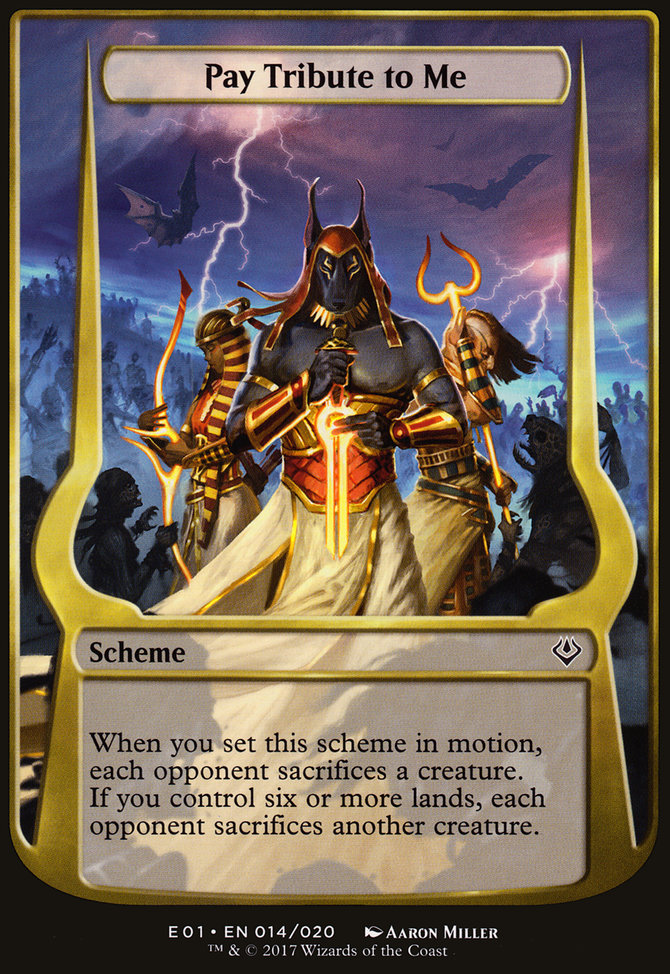 Pay Tribute to Me
Scheme
When you set this scheme in motion,
each opponent sacrifices a creature.
If you control six or more lands, each
opponent sacrifices another creature.
E01 • EN 014/020 Aaron Miller
™ & © 2017 Wizards of the Coast